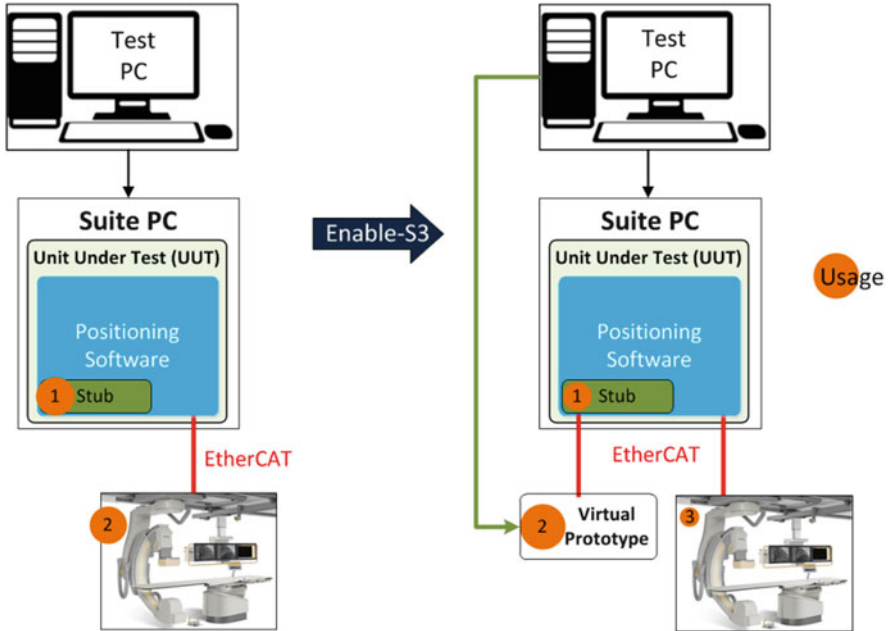 Test
PC
Suite PC
Unit Under Test (UUT)
Positioning
Software
1 Stub
EtherCAT
2
Enable-S3
Test
PC
Suite PC
Unit Under Test (UUT)
Positioning
Software
1 Stub
EtherCAT
2 Virtual
Prototype
3
Usage